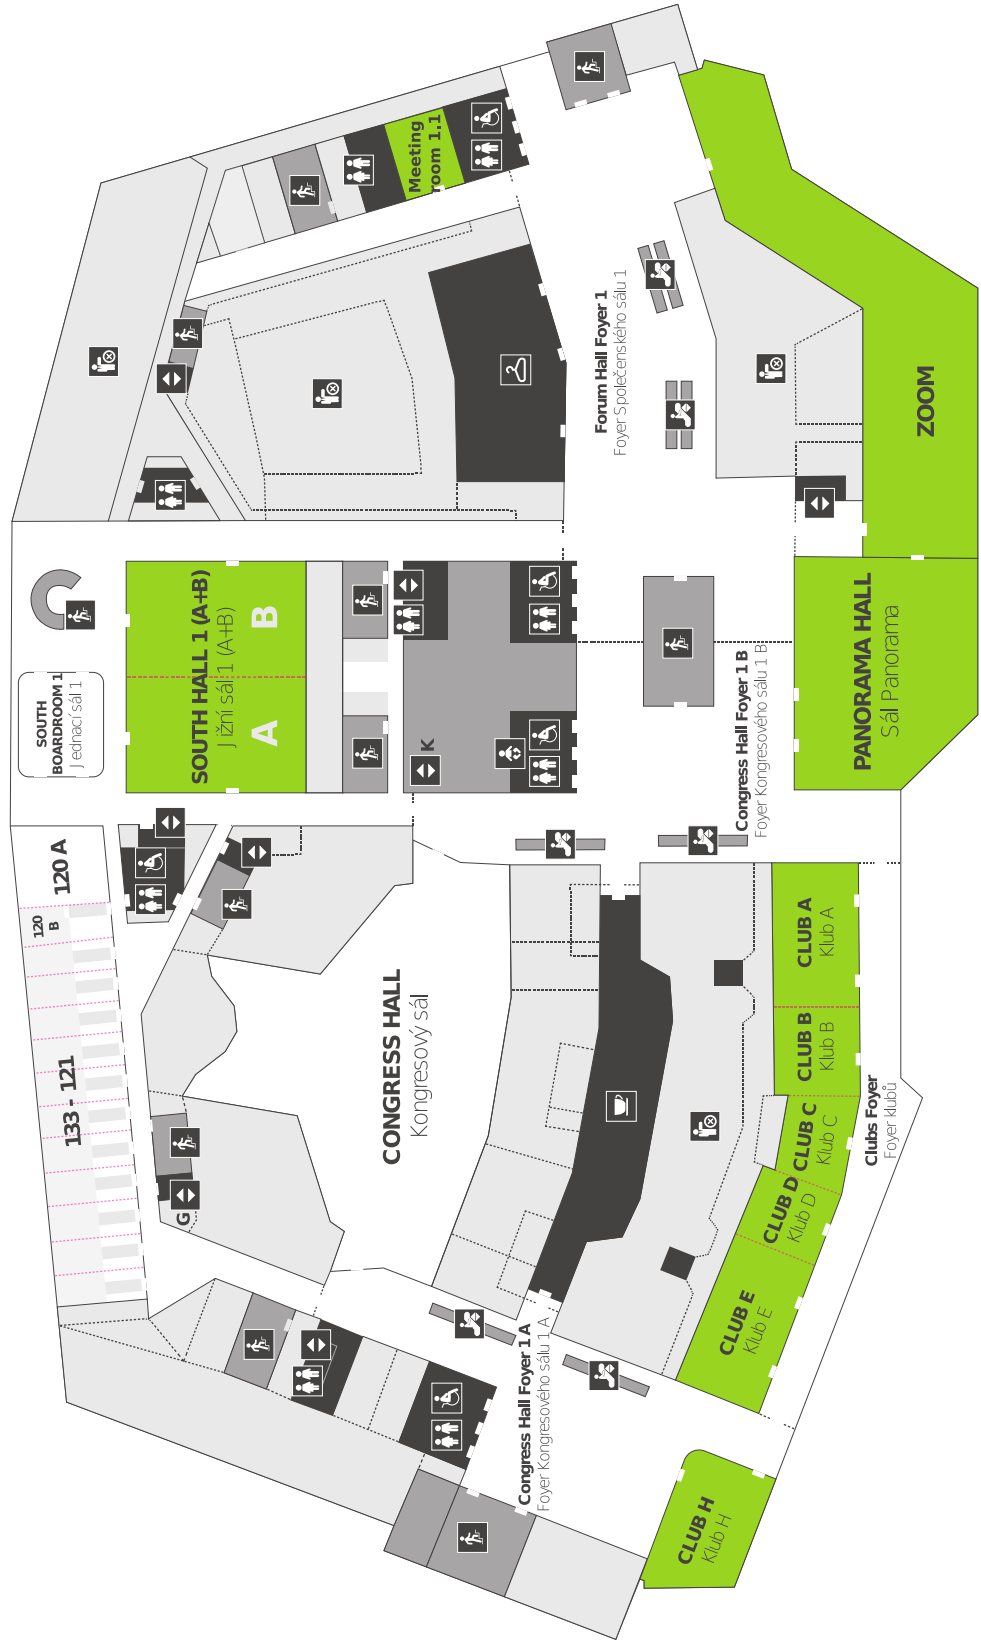 Meeting
room 1.1
Forum Hall Foyer 1
Foyer Společenského sálu 1
ZOOM
SOUTH HALL 1 (A+B)
Jižní sál 1 (A+B)
A
B
SOUTH
BOARDROOM 1
Jednací sál 1
K
Congress Hall Foyer 1 B
Foyer Kongresového sálu 1 B
PANORAMA HALL
Sál Panorama
120 A
120
B
133 - 121
G
CONGRESS HALL
Kongresový sál
CLUB A
Klub A
CLUB B
Klub B
CLUB C
Klub C
CLUB D
Klub D
CLUB E
Klub E
Clubs Foyer
Foyer klubů
Congress Hall Foyer 1 A
Foyer Kongresového sálu 1 A
CLUB H
Klub H